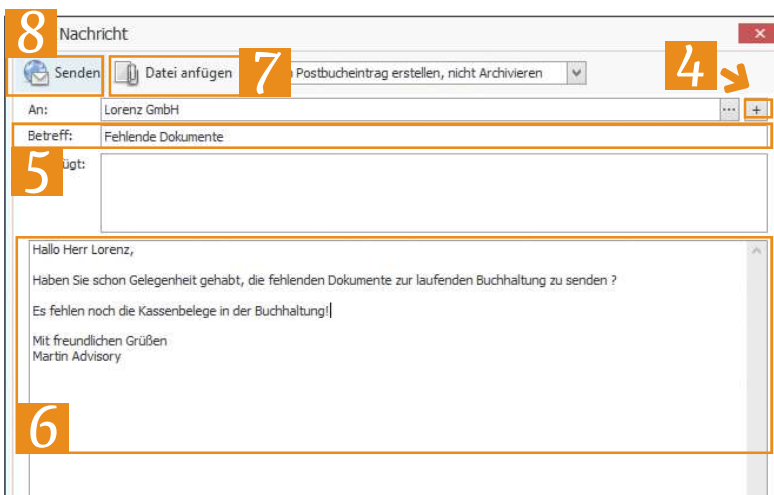 8
Nachricht
Senden
Datei anfügen
7
Postbucheintrag erstellen, nicht Archivieren
4
An:
Lorenz GmbH
... +
Betreff:
Fehlende Dokumente
5
Hallo Herr Lorenz,
Haben Sie schon Gelegenheit gehabt, die fehlenden Dokumente zur laufenden Buchhaltung zu senden ?
Es fehlen noch die Kassenbelege in der Buchhaltung!
Mit freundlichen Grüßen
Martin Advisory
6